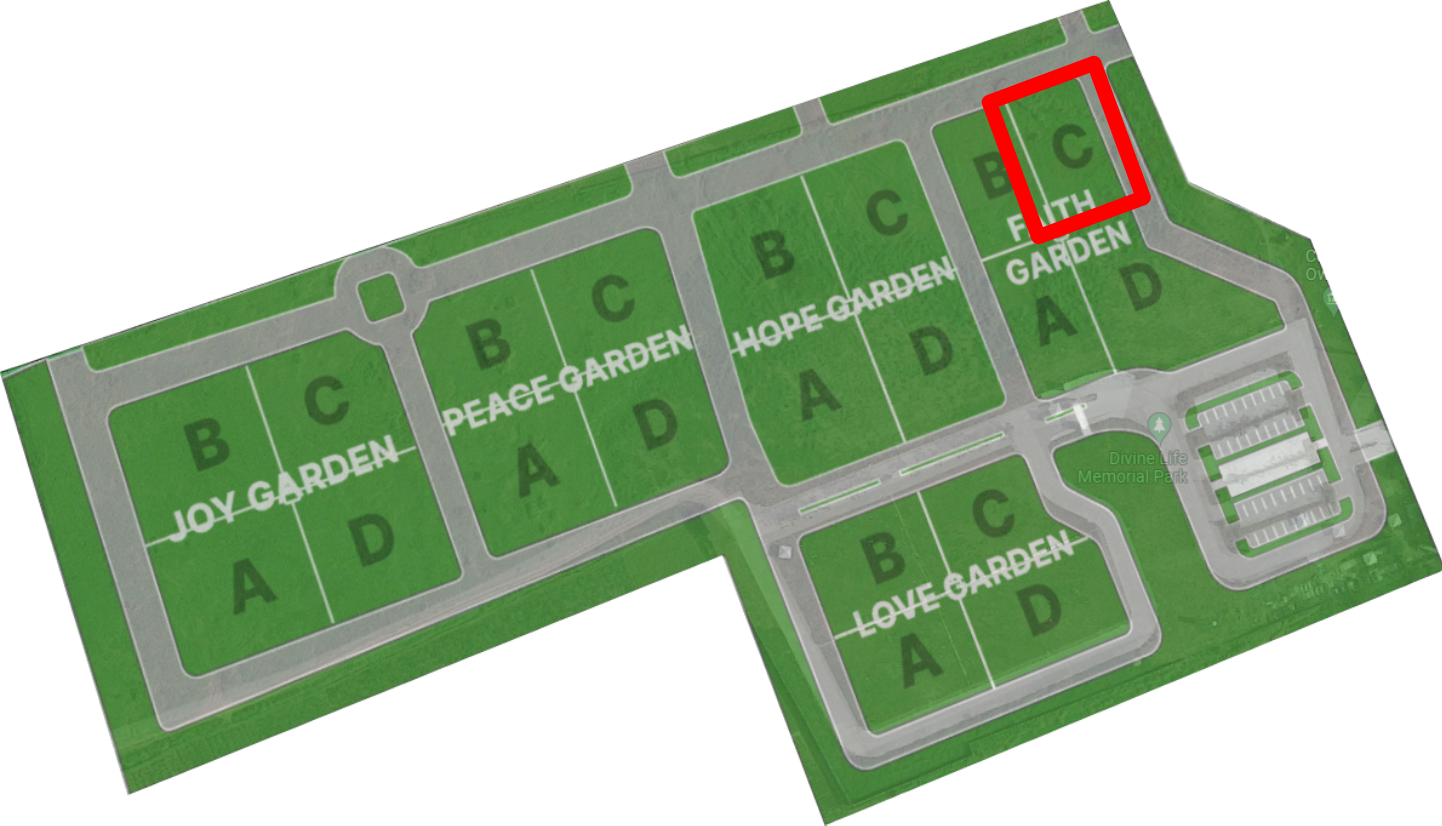 B
C
FAITH
GARDEN
A
D
B
C
HOPE GARDEN
A
D
B
C
PEACE GARDEN
A
D
B
C
JOY GARDEN
A
D
B
C
LOVE GARDEN
A
D
Divine Life
Memorial Park